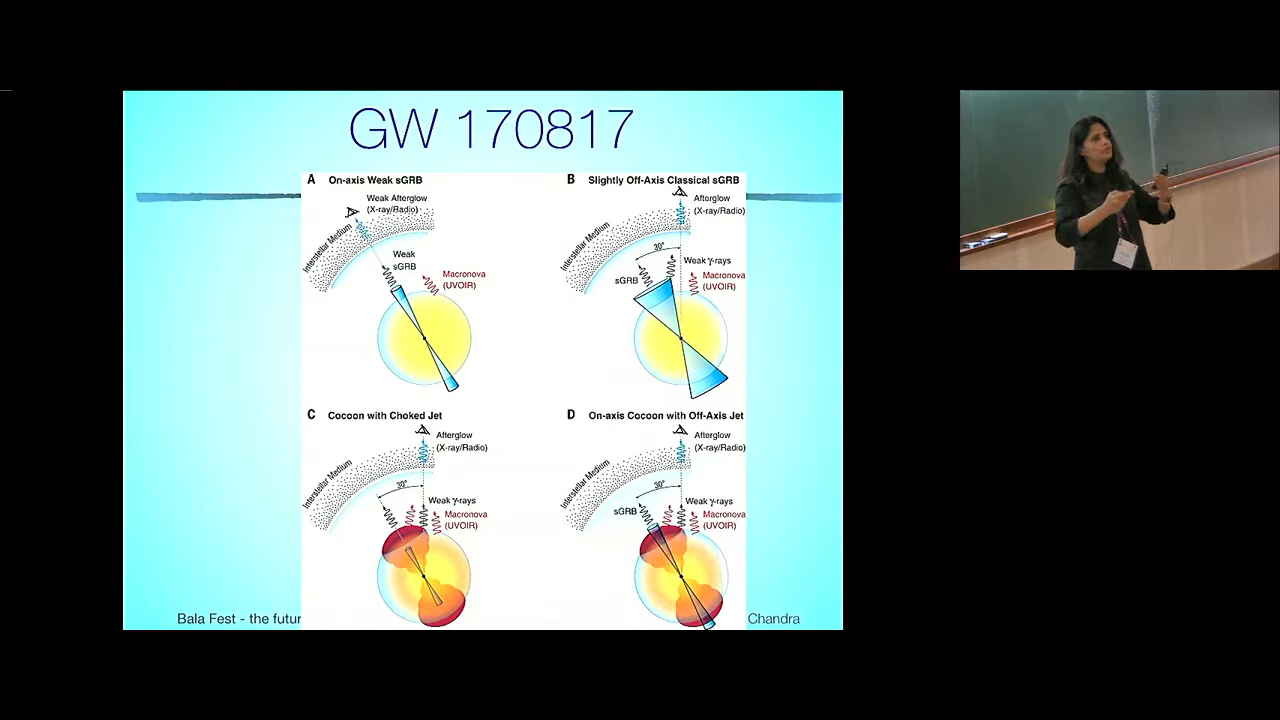 GW 170817
A On-axis Weak sGRB
Weak Afterglow
(X-ray/Radio)
Interstellar Medium
Weak
sGRB
Macronova
(UVOIR)
B Slightly Off-Axis Classical sGRB
Afterglow
(X-ray/Radio)
Interstellar Medium
30°
Weak γ-rays
sGRB
Macronova
(UVOIR)
C Cocoon with Choked Jet
Afterglow
(X-ray/Radio)
Interstellar Medium
30°
Weak γ-rays
Macronova
(UVOIR)
D On-axis Cocoon with Off-Axis Jet
Afterglow
(X-ray/Radio)
Interstellar Medium
30°
Weak γ-rays
sGRB
Macronova
(UVOIR)
Bala Fest - the futur
Chandra